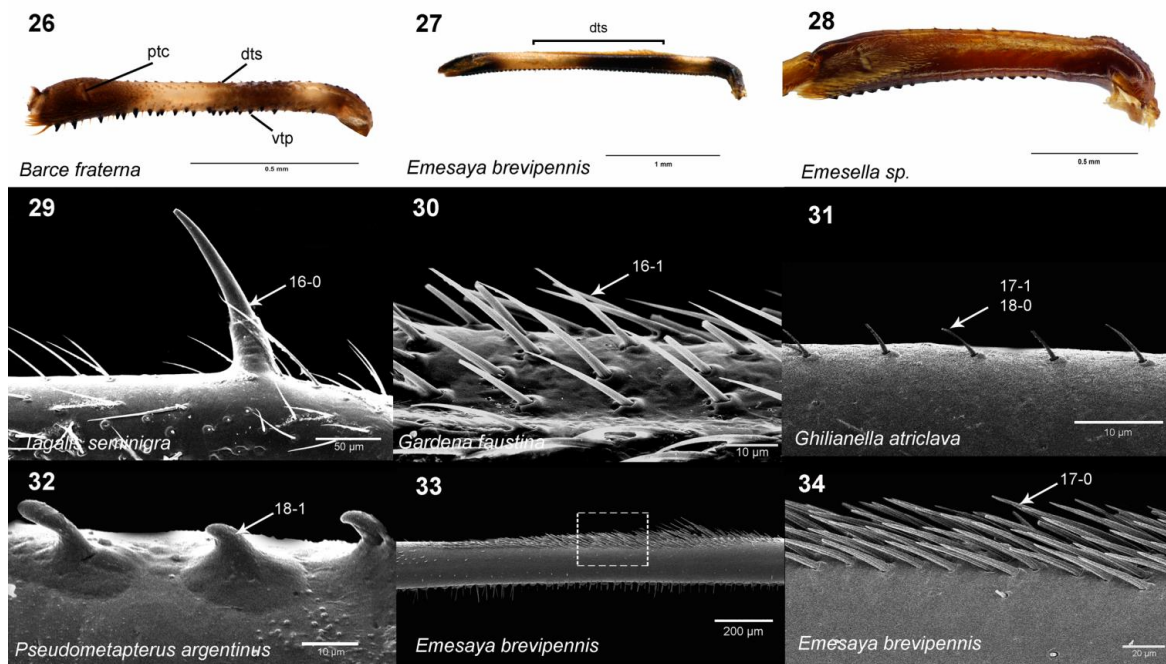 26
ptc
dts
vtp
Barce fraterna
0.5 mm
27
dts
Emesaya brevipennis
1 mm
28
Emesella sp.
0.5 mm
29
16-0
Tagalis seminigra
50 µm
30
16-1
Gardena faustina
10 µm
31
17-1
18-0
Ghilianella atriclava
10 µm
32
18-1
Pseudometapterus argentinus
10 µm
33
Emesaya brevipennis
200 µm
34
17-0
Emesaya brevipennis
20 µm